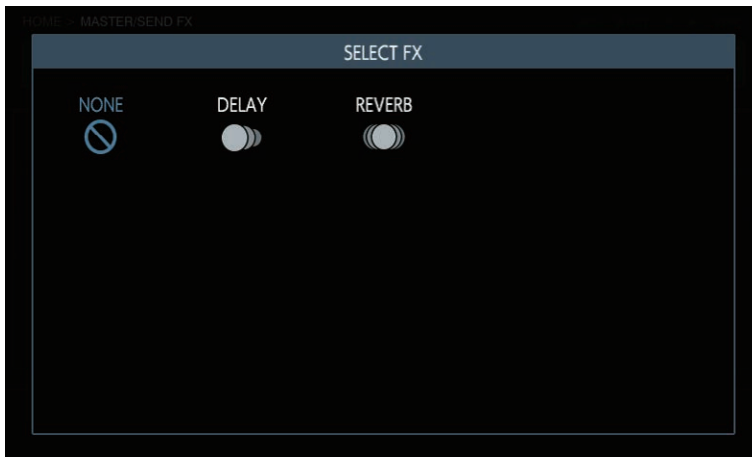 HOME > MASTER/SEND FX
SELECT FX
NONE DELAY REVERB